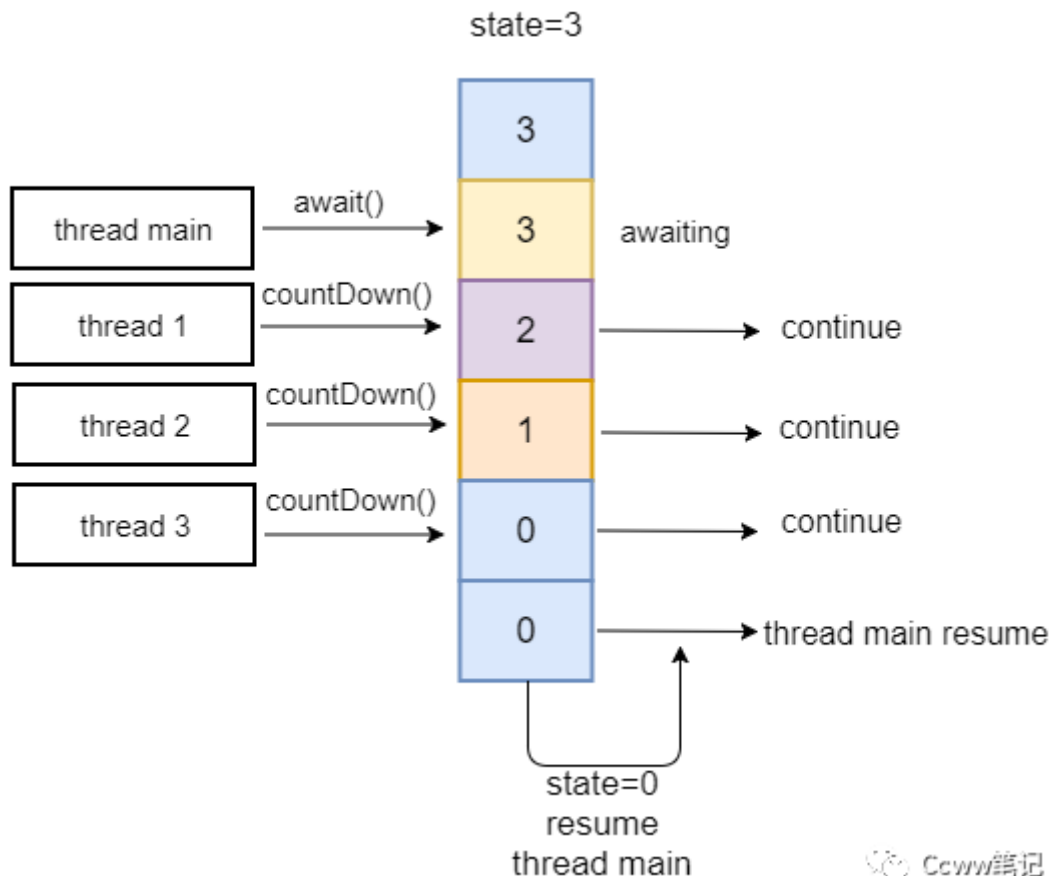 state=3
3
thread main
await()
3
awaiting
thread 1
countDown()
2
continue
thread 2
countDown()
1
continue
thread 3
countDown()
0
continue
0
thread main resume
state=0
resume
thread main
Ccww笔记